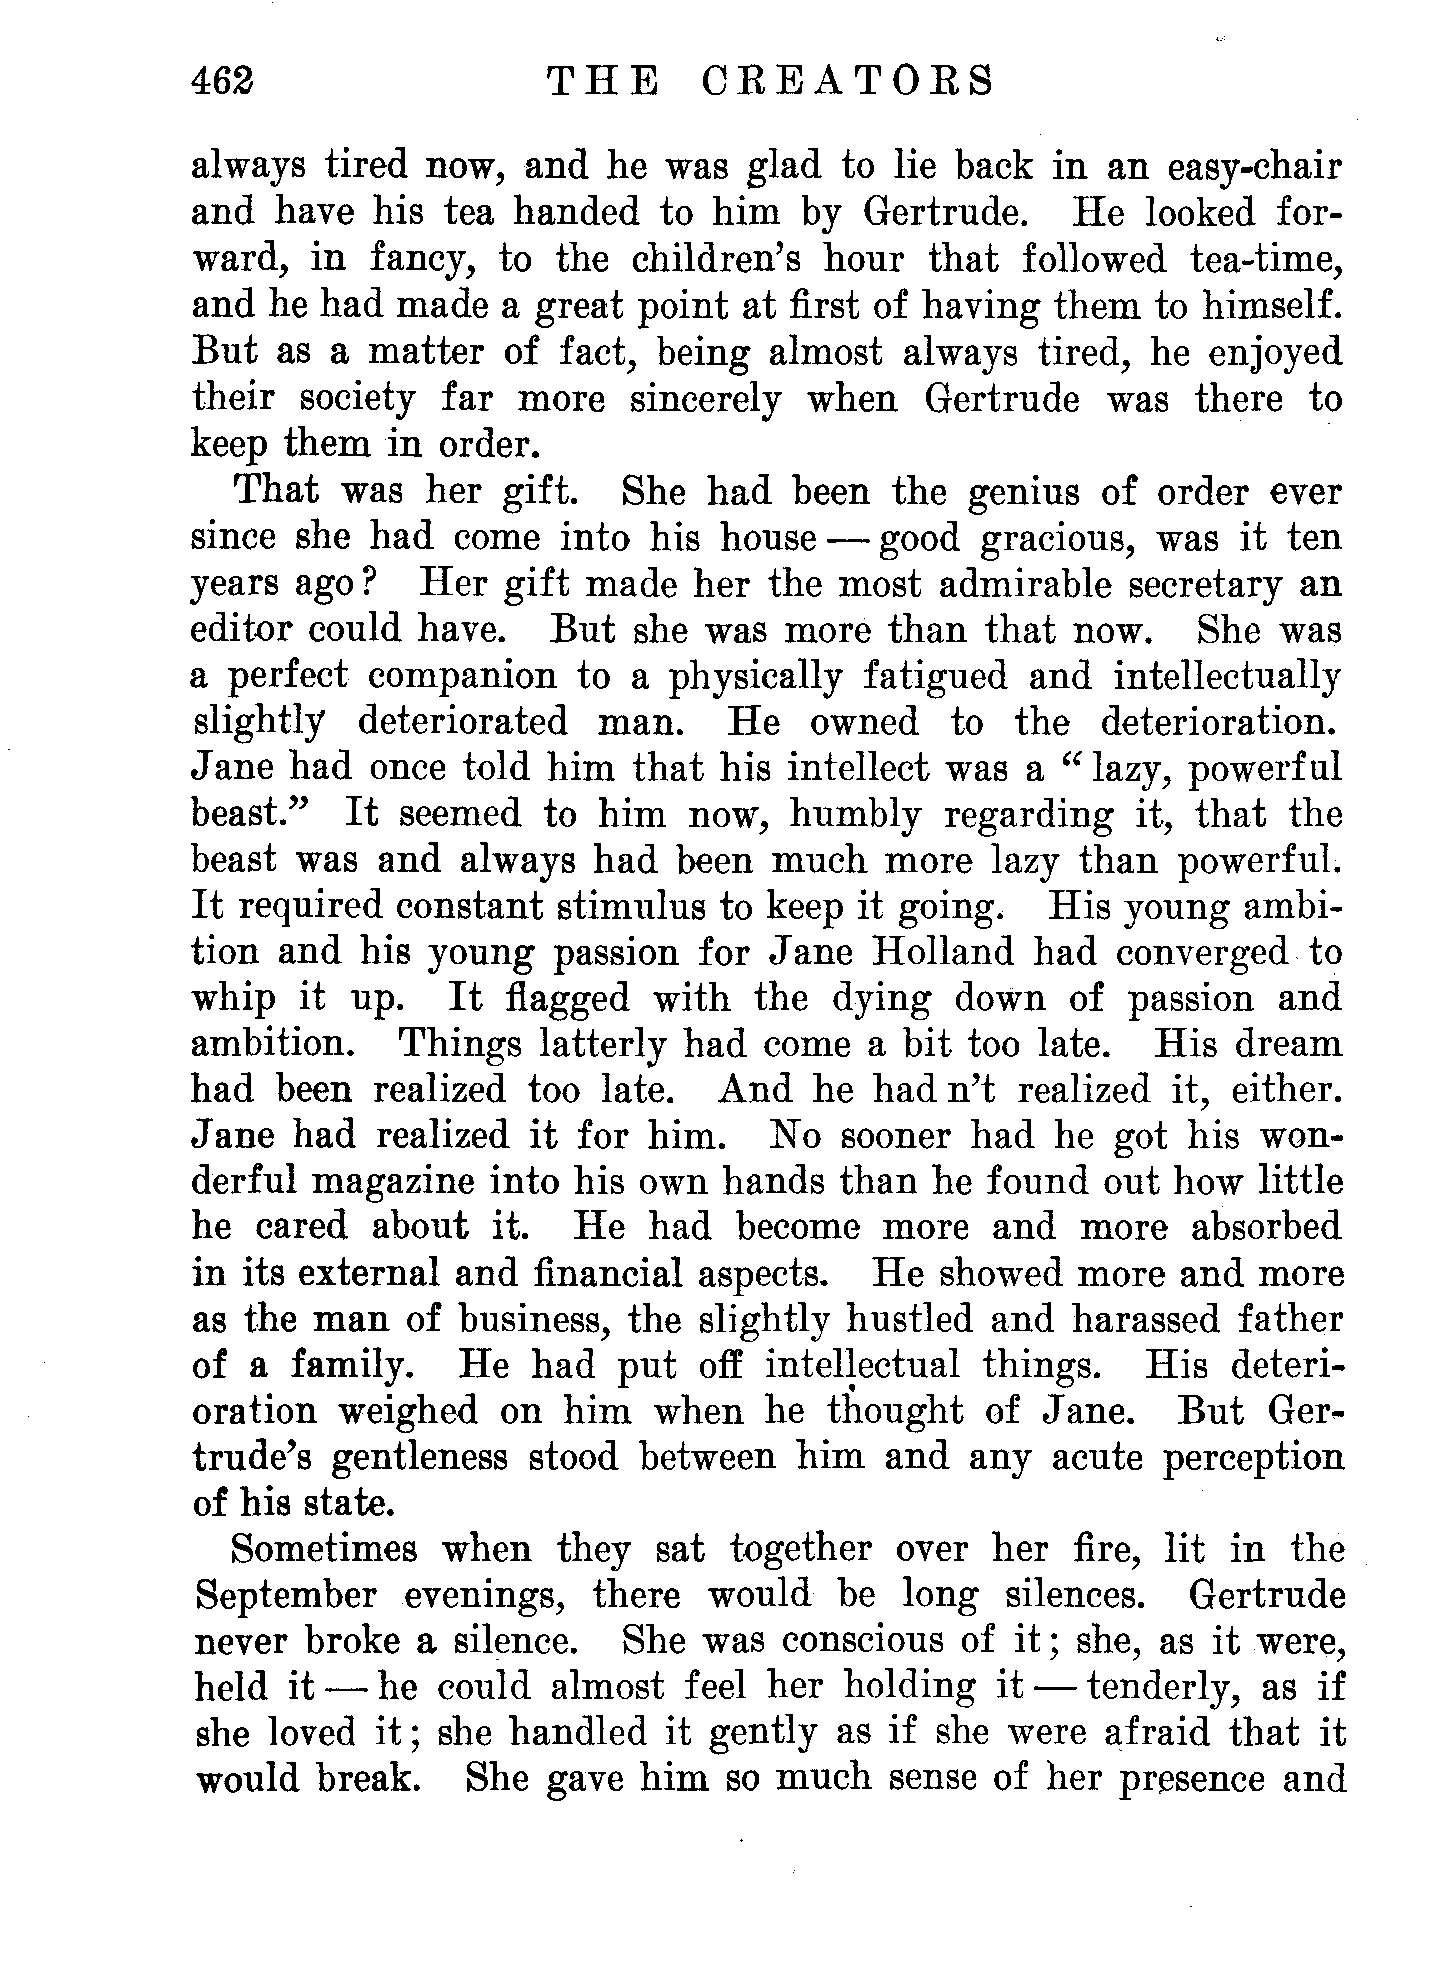 462 THE CREATORS
always tired now, and he was glad to lie back in an easy-chair
and have his tea handed to him by Gertrude. He looked for-
ward, in fancy, to the children's hour that followed tea-time,
and he had made a great point at first of having them to himself.
But as a matter of fact, being almost always tired, he enjoyed
their society far more sincerely when Gertrude was there to
keep them in order.
That was her gift. She had been the genius of order ever
since she had come into his house — good gracious, was it ten
years ago? Her gift made her the most admirable secretary an
editor could have. But she was more than that now. She was
a perfect companion to a physically fatigued and intellectually
slightly deteriorated man. He owned to the deterioration.
Jane had once told him that his intellect was a "lazy, powerful
beast." It seemed to him now, humbly regarding it, that the
beast was and always had been much more lazy than powerful.
It required constant stimulus to keep it going. His young ambi-
tion and his young passion for Jane Holland had converged to
whip it up. It flagged with the dying down of passion and
ambition. Things latterly had come a bit too late. His dream
had been realized too late. And he had n't realized it, either.
Jane had realized it for him. No sooner had he got his won-
derful magazine into his own hands than he found out how little
he cared about it. He had become more and more absorbed
in its external and financial aspects. He showed more and more
as the man of business, the slightly hustled and harassed father
of a family. He had put off intellectual things. His deteri-
oration weighed on him when he thought of Jane. But Ger-
trude's gentleness stood between him and any acute perception
of his state.
Sometimes when they sat together over her fire, lit in the
September evenings, there would be long silences. Gertrude
never broke a silence. She was conscious of it; she, as it were,
held it — he could almost feel her holding it — tenderly, as if
she loved it; she handled it gently as if she were afraid that it
would break. She gave him so much sense of her presence and